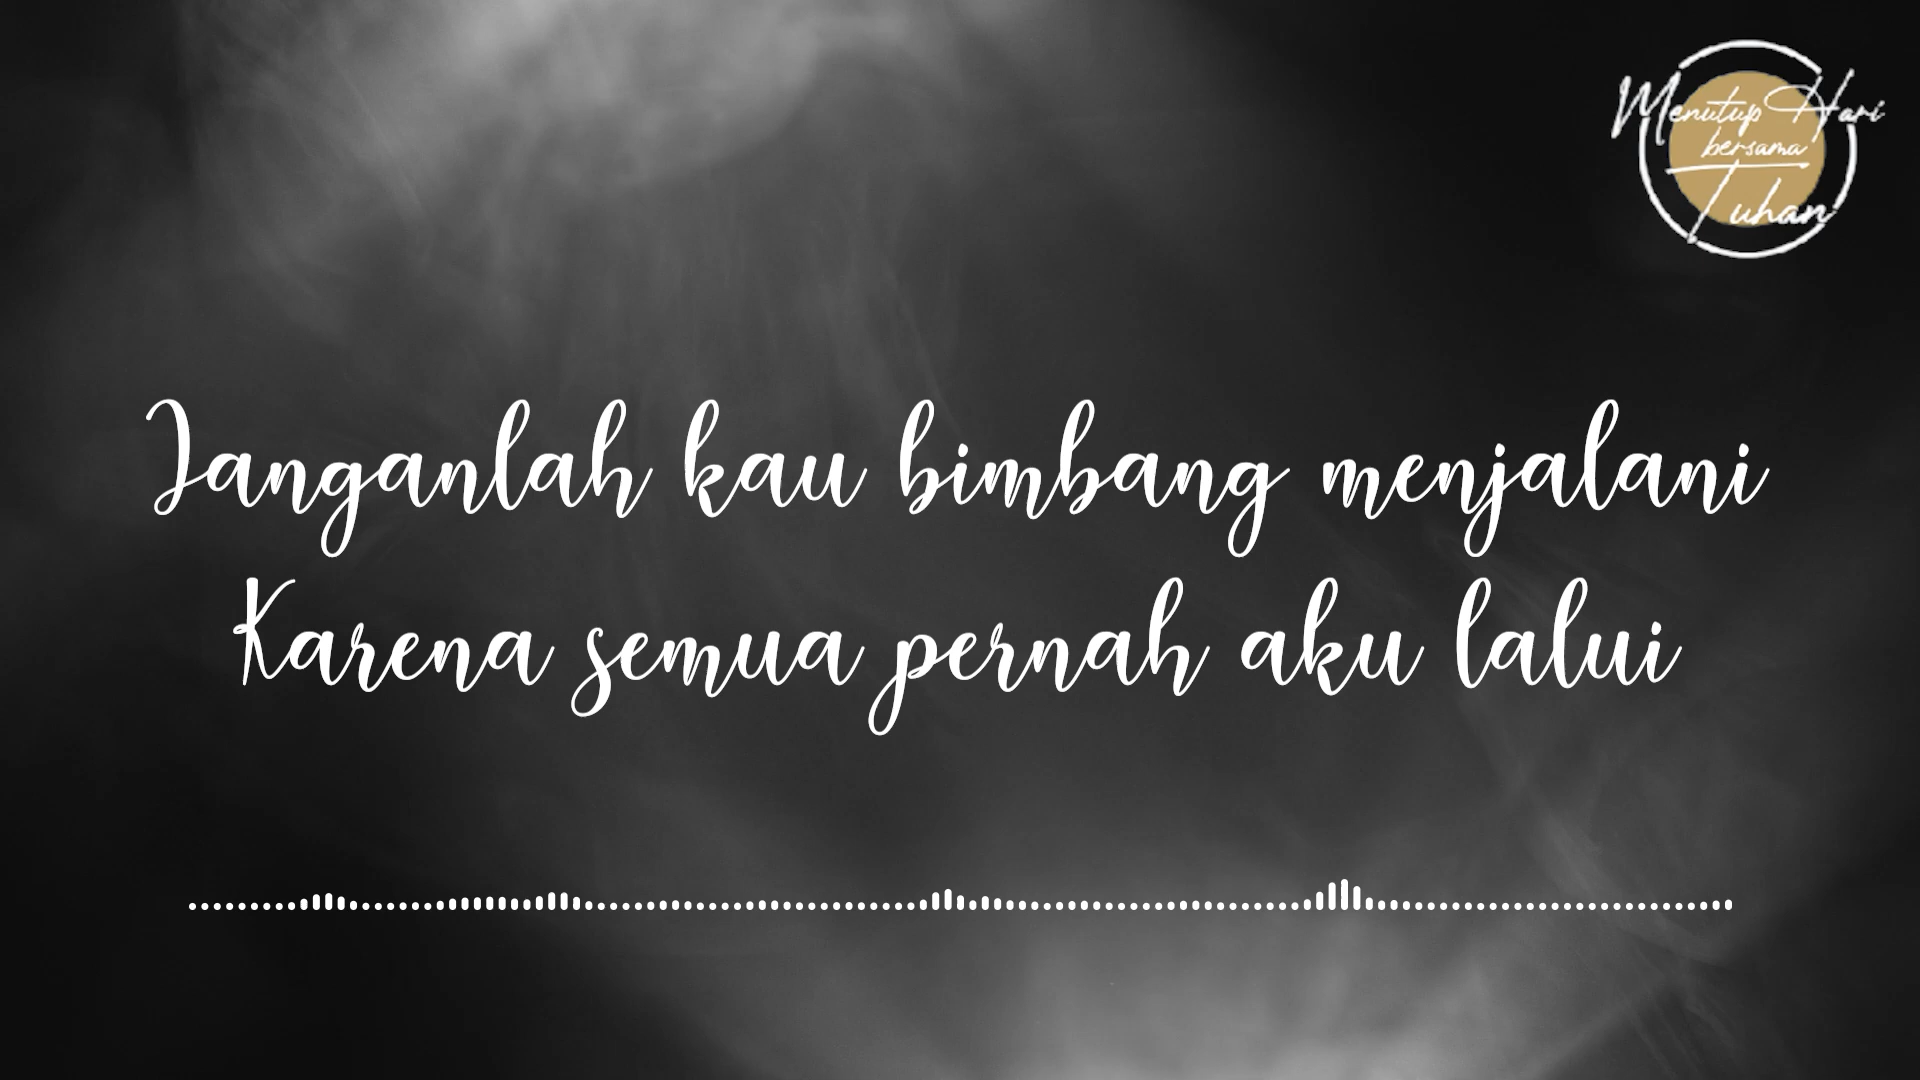 Menutup Hari
bersama
Tuhan
Janganlah kau bimbang menjalani
Karena semua pernah aku lalui